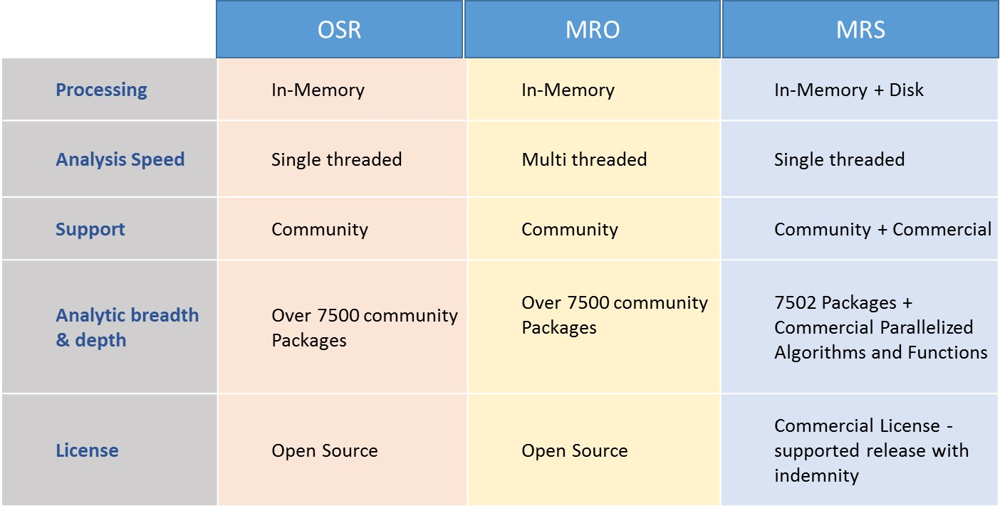 OSR MRO MRS
Processing In-Memory In-Memory In-Memory + Disk
Analysis Speed Single threaded Multi threaded Single threaded
Support Community Community Community + Commercial
Analytic breadth
& depth
Over 7500 community
Packages
Over 7500 community
Packages
7502 Packages +
Commercial Parallelized
Algorithms and Functions
License
Open Source
Open Source
Commercial License -
supported release with
indemnity